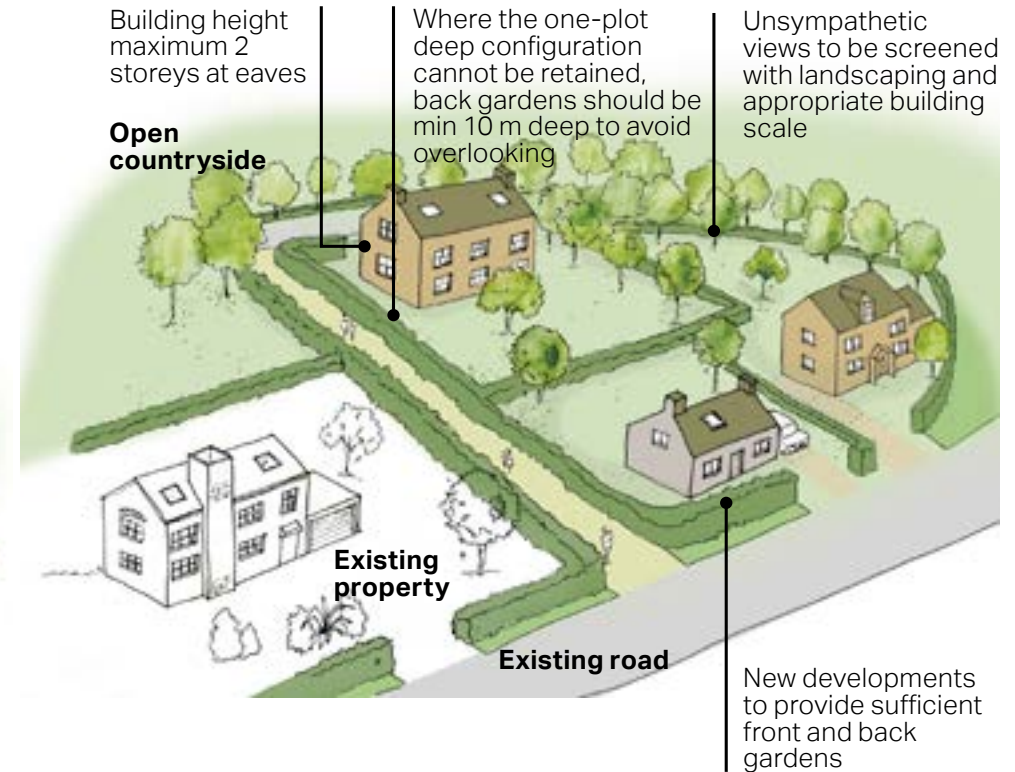 Building height
maximum 2
storeys at eaves
Where the one-plot
deep configuration
cannot be retained,
back gardens should be
min 10 m deep to avoid
overlooking
Unsympathetic
views to be screened
with landscaping and
appropriate building
scale
Open
countryside
Existing
property
Existing road
New developments
to provide sufficient
front and back
gardens